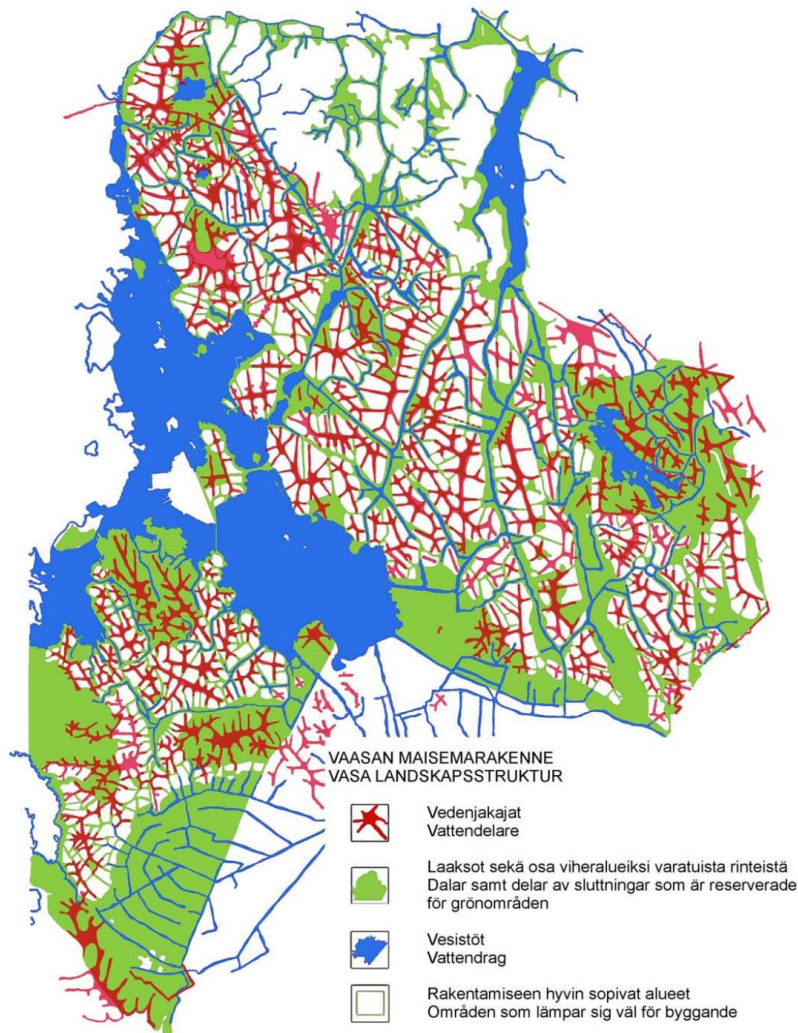 VAASAN MAISEMARAKENNE
VASA LANDSKAPSSTRUKTUR
Vedenjakajat
Vattendelare
Laaksot sekä osa viheralueiksi varatuista rinteistä
Dalar samt delar av sluttningar som är reserverade
för grönområden
Vesistöt
Vattendrag
Rakentamiseen hyvin sopivat alueet
Områden som lämpar sig väl för byggande